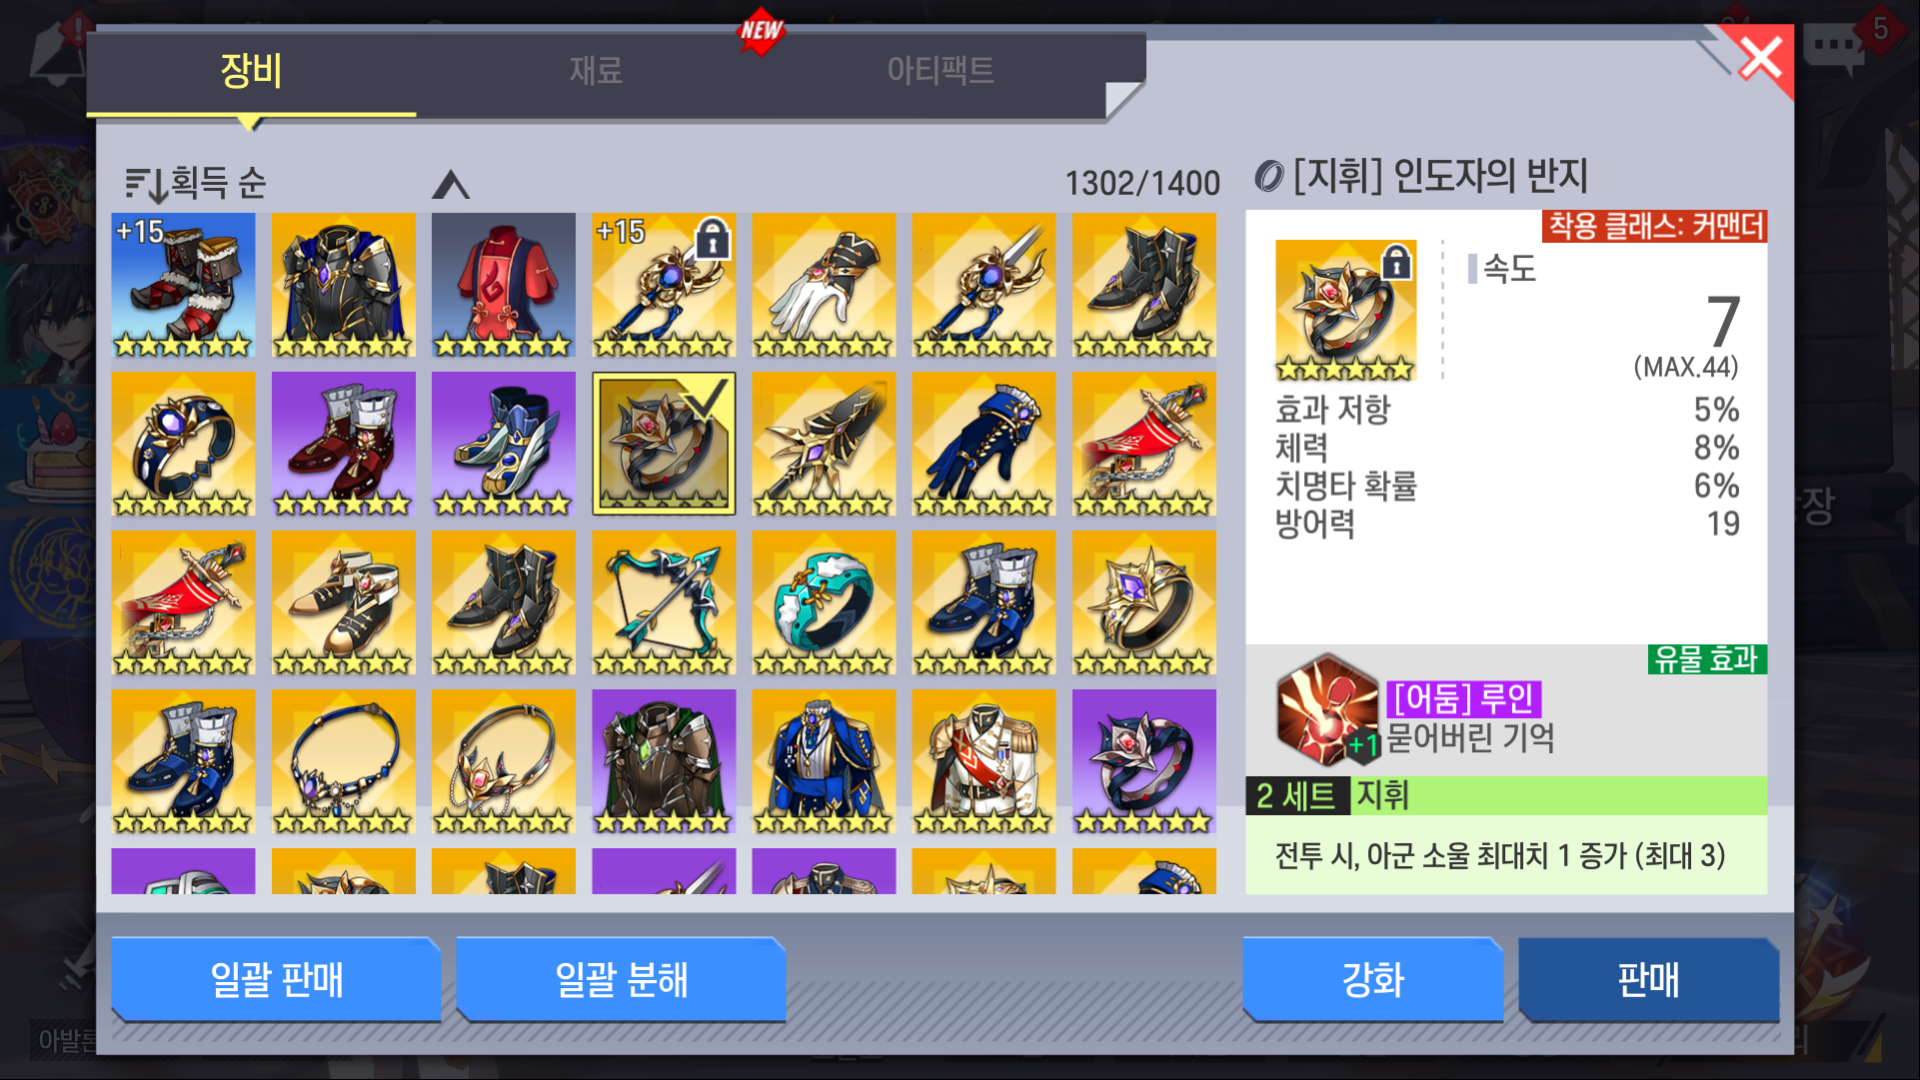 NEW
5
장비
재료
아티팩트
획득 순
1302/1400
[지휘] 인도자의 반지
+15
+15
착용 클래스: 커맨더
속도
7
(MAX.44)
효과 저항 5%
체력 8%
치명타 확률 6%
방어력 19
유물 효과
[어둠] 루인
+1 묻어버린 기억
2 세트 지휘
전투 시, 아군 소울 최대치 1 증가 (최대 3)
일괄 판매
일괄 분해
강화
판매